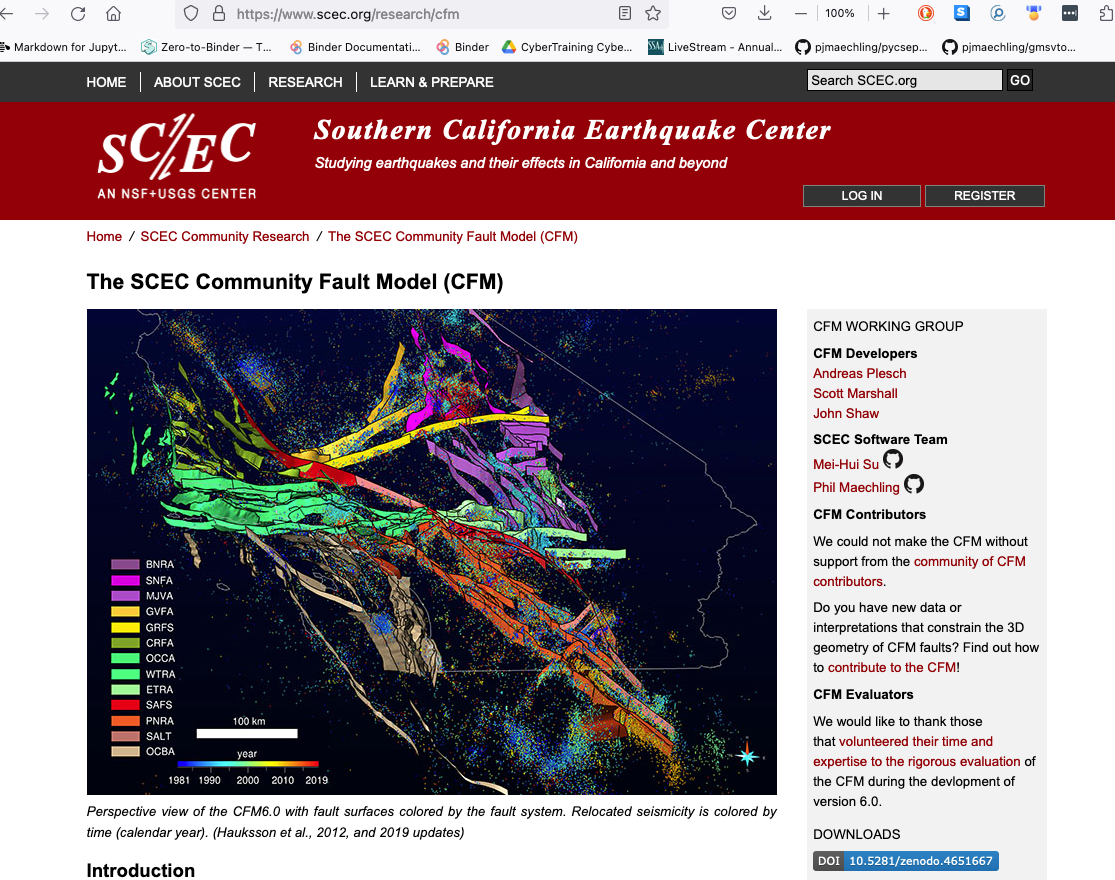 https://www.scec.org/research/cfm
100%
Markdown for Jupyt...
Zero-to-Binder — T...
Binder Documentati...
Binder
CyberTraining Cybe...
SSA
LiveStream - Annual...
pjmaechling/pycsep...
pjmaechling/gmsvto...
HOME
ABOUT SCEC
RESEARCH
LEARN & PREPARE
Search SCEC.org
GO
SC/EC
AN NSF+USGS CENTER
Southern California Earthquake Center
Studying earthquakes and their effects in California and beyond
LOG IN
REGISTER
Home / SCEC Community Research / The SCEC Community Fault Model (CFM)
The SCEC Community Fault Model (CFM)
BNRA
SNFA
MJVA
GVFA
GRFS
CRFA
OCCA
WTRA
ETRA
SAFS
PNRA
SALT
OCBA
100 km
year
1981 1990 2000 2010 2019
Perspective view of the CFM6.0 with fault surfaces colored by the fault system. Relocated seismicity is colored by
time (calendar year). (Hauksson et al., 2012, and 2019 updates)
Introduction
CFM WORKING GROUP
CFM Developers
Andreas Plesch
Scott Marshall
John Shaw
SCEC Software Team
Mei-Hui Su
Phil Maechling
CFM Contributors
We could not make the CFM without
support from the community of CFM
contributors.
Do you have new data or
interpretations that constrain the 3D
geometry of CFM faults? Find out how
to contribute to the CFM!
CFM Evaluators
We would like to thank those
that volunteered their time and
expertise to the rigorous evaluation of
the CFM during the devlopment of
version 6.0.
DOWNLOADS
DOI 10.5281/zenodo.4651667